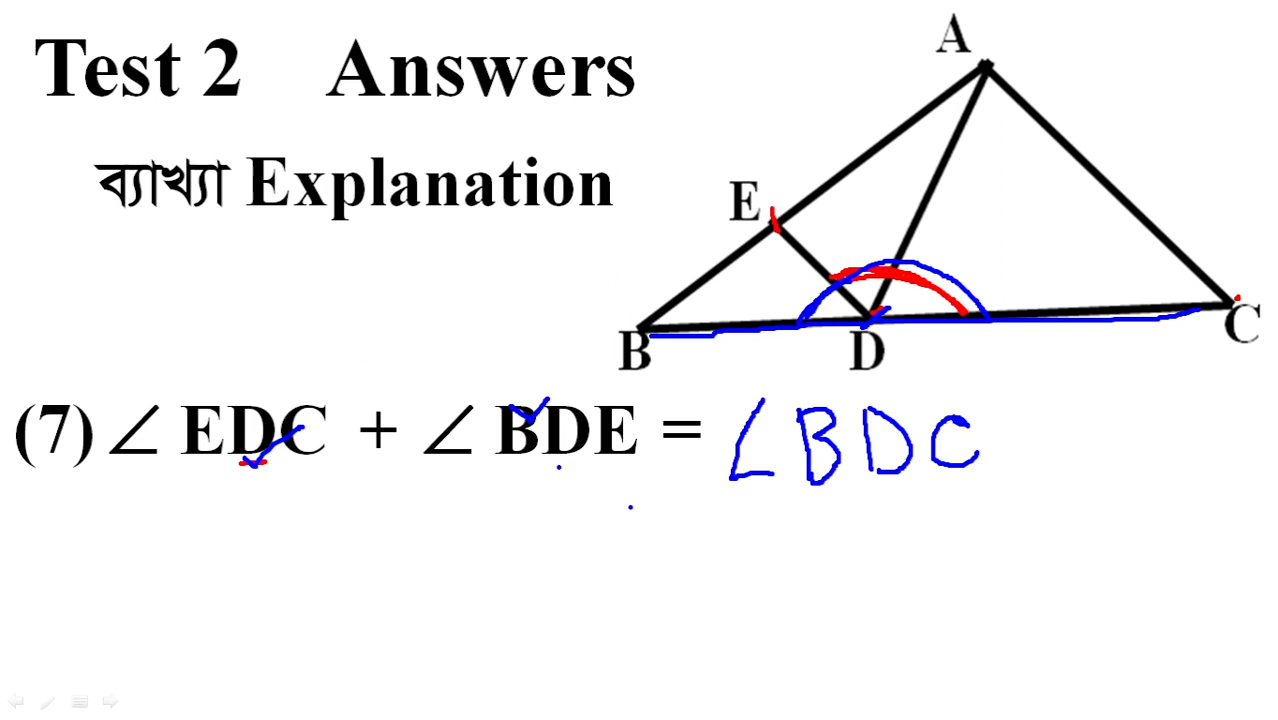 Test 2 Answers
ব্যাখ্যা Explanation
A
E
B
D
C
(7) ∠ EDC + ∠ BDE = ∠BDC